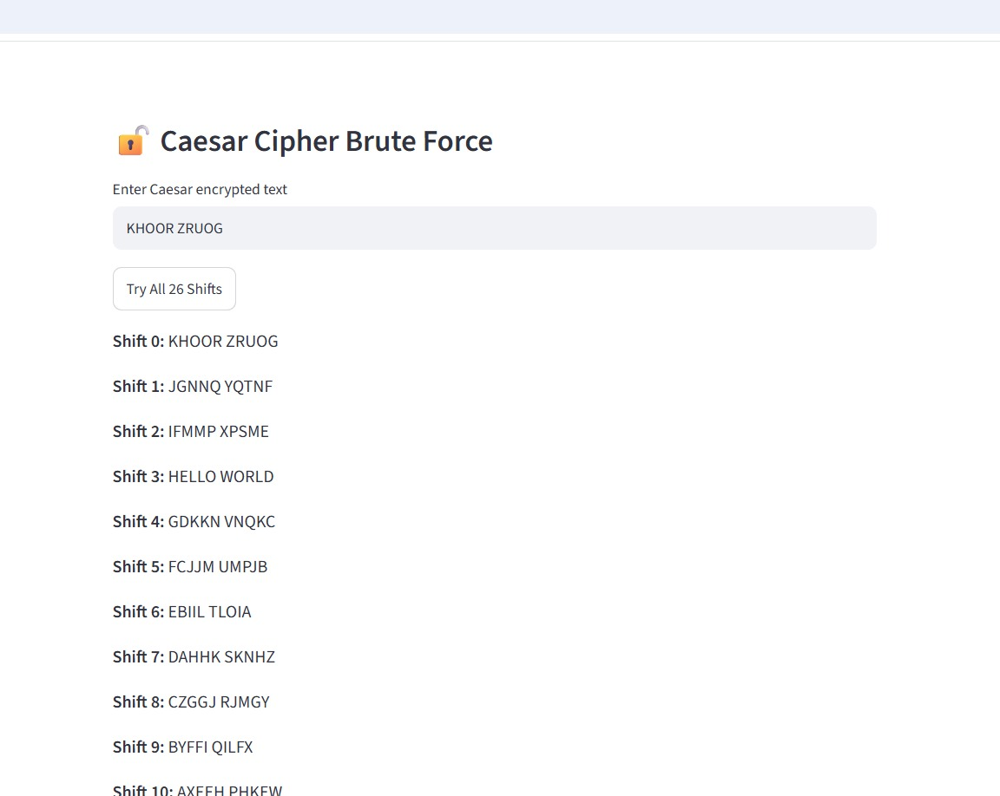 Caesar Cipher Brute Force
Enter Caesar encrypted text
KHOOR ZRUOG
Try All 26 Shifts
Shift 0: KHOOR ZRUOG
Shift 1: JGNNQ YQTNF
Shift 2: IFMMP XPSME
Shift 3: HELLO WORLD
Shift 4: GDKKN VNQKC
Shift 5: FCJJM UMPJB
Shift 6: EBIIL TLOIA
Shift 7: DAHHK SKNHZ
Shift 8: CZGGJ RJMGY
Shift 9: BYFFI QILFX
Shift 10: AXEEH PHKEW